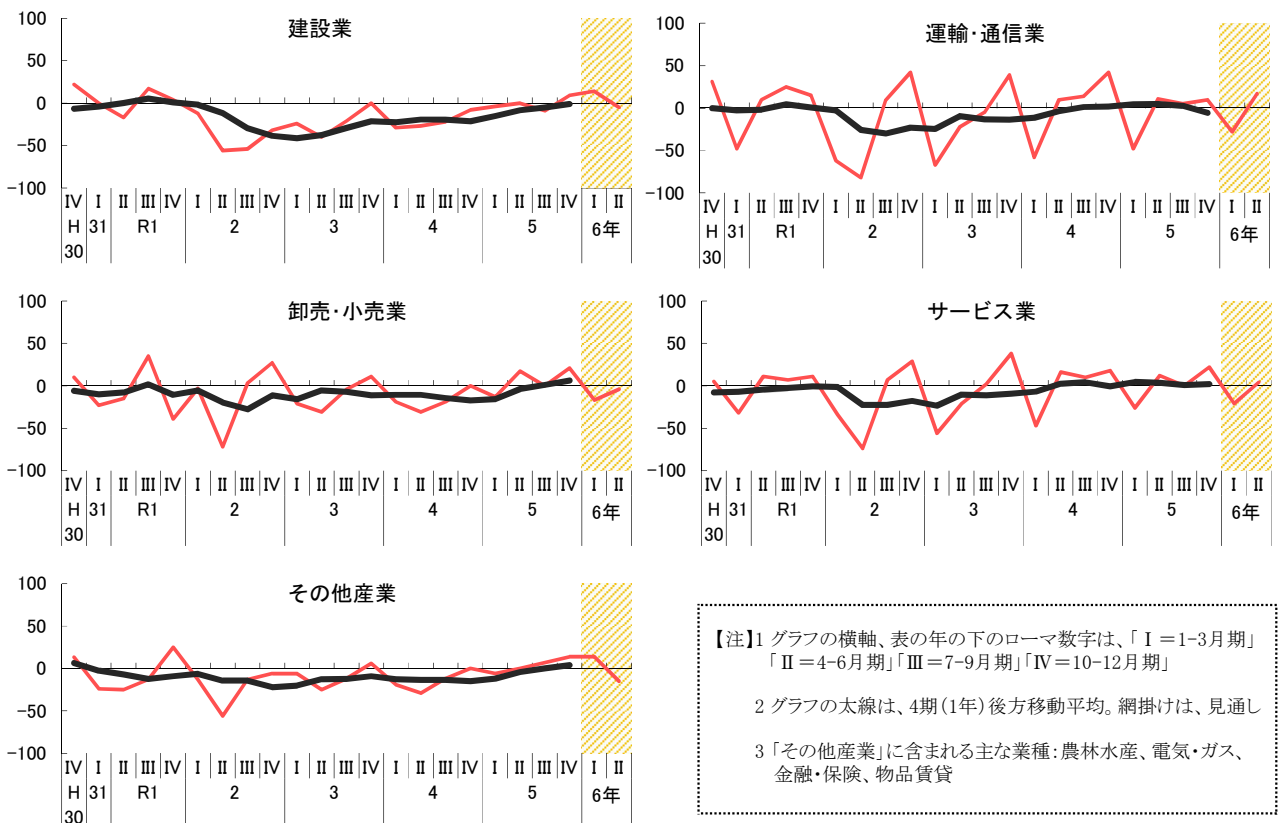 建設業
100
50
0
−50
−100
Ⅳ Ⅰ Ⅱ Ⅲ Ⅳ Ⅰ Ⅱ Ⅲ Ⅳ Ⅰ Ⅱ Ⅲ Ⅳ Ⅰ Ⅱ Ⅲ Ⅳ Ⅰ Ⅱ Ⅲ Ⅳ Ⅰ Ⅱ
H 31 R1 2 3 4 5 6年
30
運輸・通信業
100
50
0
−50
−100
Ⅳ Ⅰ Ⅱ Ⅲ Ⅳ Ⅰ Ⅱ Ⅲ Ⅳ Ⅰ Ⅱ Ⅲ Ⅳ Ⅰ Ⅱ Ⅲ Ⅳ Ⅰ Ⅱ Ⅲ Ⅳ Ⅰ Ⅱ
H 31 R1 2 3 4 5 6年
30
卸売・小売業
100
50
0
−50
−100
Ⅳ Ⅰ Ⅱ Ⅲ Ⅳ Ⅰ Ⅱ Ⅲ Ⅳ Ⅰ Ⅱ Ⅲ Ⅳ Ⅰ Ⅱ Ⅲ Ⅳ Ⅰ Ⅱ Ⅲ Ⅳ Ⅰ Ⅱ
H 31 R1 2 3 4 5 6年
30
サービス業
100
50
0
−50
−100
Ⅳ Ⅰ Ⅱ Ⅲ Ⅳ Ⅰ Ⅱ Ⅲ Ⅳ Ⅰ Ⅱ Ⅲ Ⅳ Ⅰ Ⅱ Ⅲ Ⅳ Ⅰ Ⅱ Ⅲ Ⅳ Ⅰ Ⅱ
H 31 R1 2 3 4 5 6年
30
その他産業
100
50
0
−50
−100
Ⅳ Ⅰ Ⅱ Ⅲ Ⅳ Ⅰ Ⅱ Ⅲ Ⅳ Ⅰ Ⅱ Ⅲ Ⅳ Ⅰ Ⅱ Ⅲ Ⅳ Ⅰ Ⅱ Ⅲ Ⅳ Ⅰ Ⅱ
H 31 R1 2 3 4 5 6年
30
【注】1 グラフの横軸、表の年の下のローマ数字は、「Ⅰ＝1-3月期」
「Ⅱ＝4-6月期」「Ⅲ＝7-9月期」「Ⅳ＝10-12月期」
2 グラフの太線は、4期(1年)後方移動平均。網掛けは、見通し
3 「その他産業」に含まれる主な業種：農林水産、電気・ガス、
金融・保険、物品賃貸